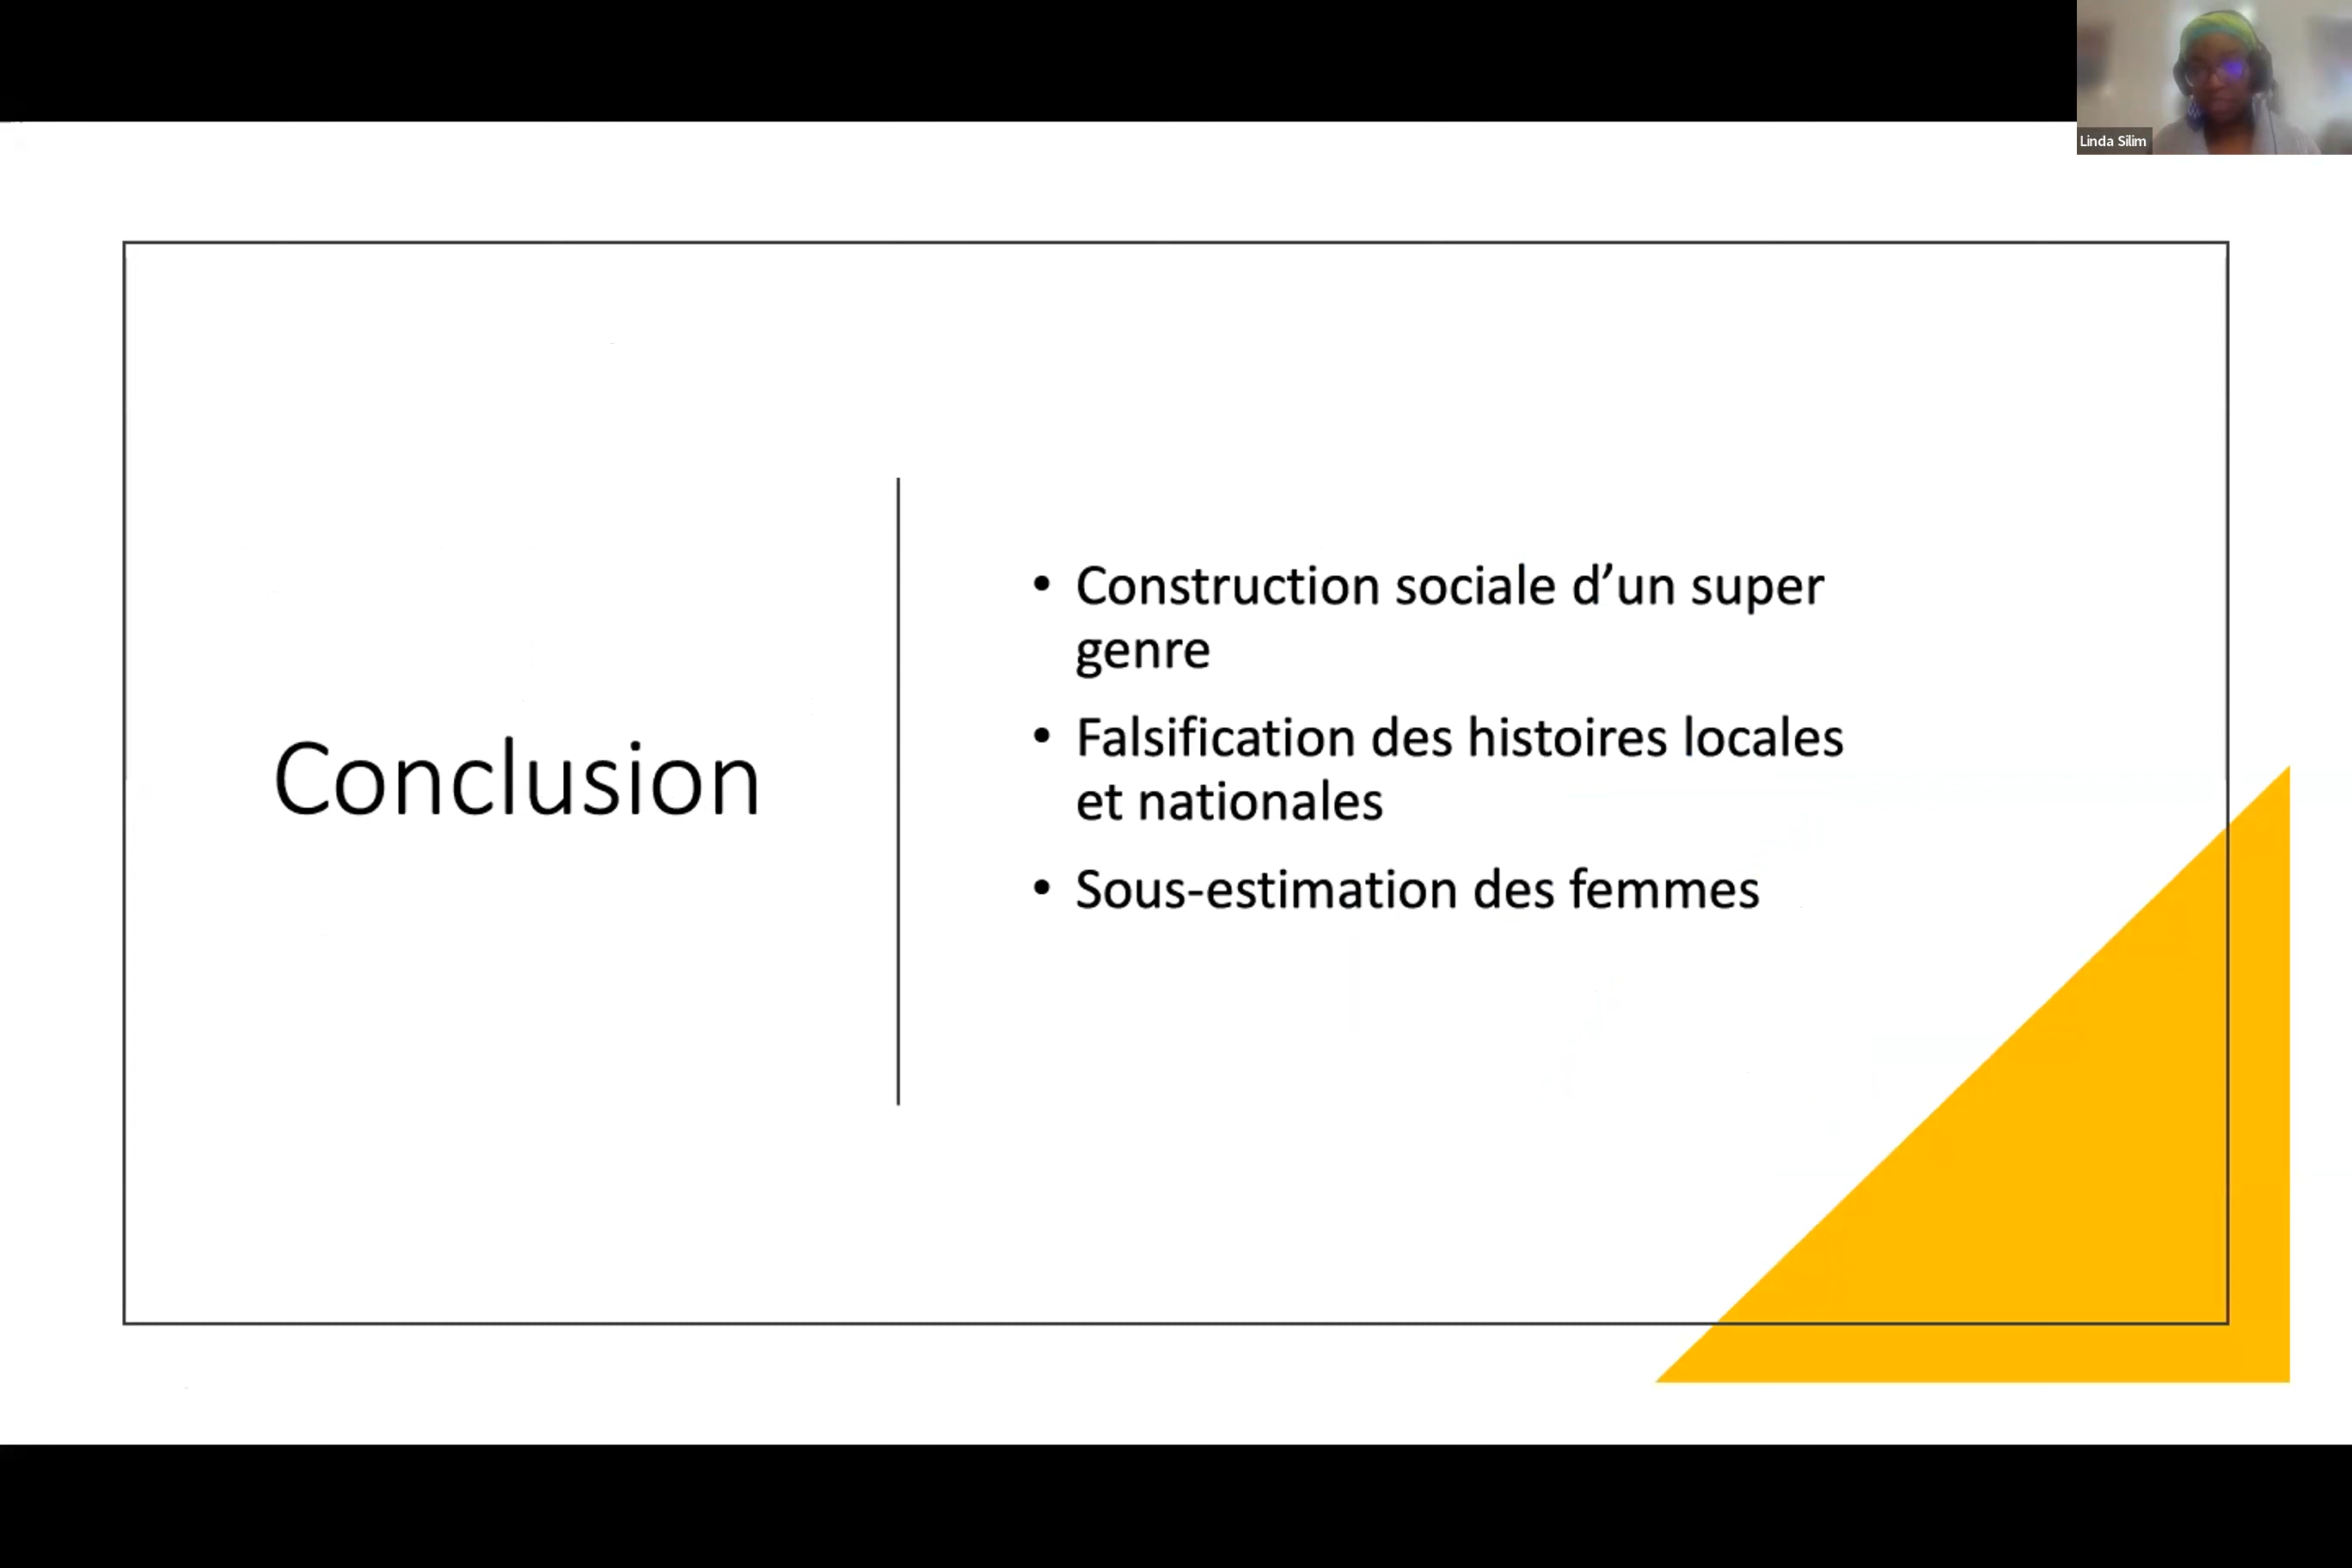 Linda Silim
Conclusion
• Construction sociale d’un super
genre
• Falsification des histoires locales
et nationales
• Sous-estimation des femmes